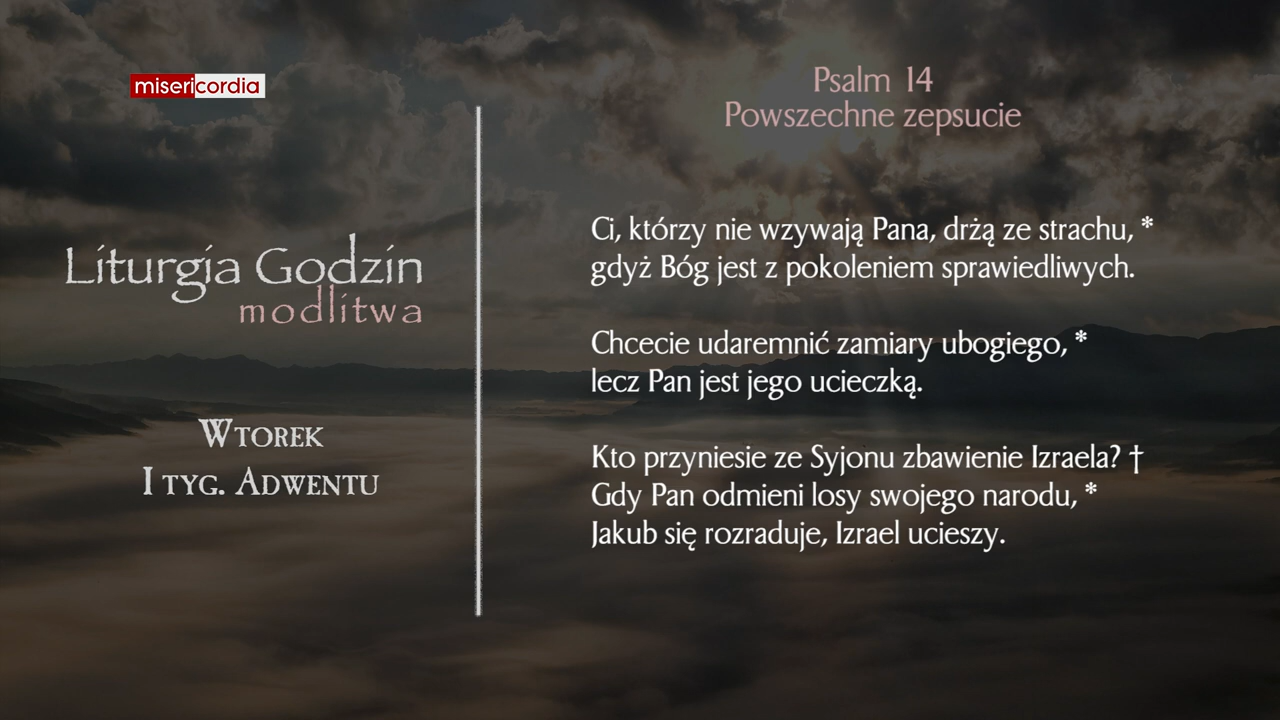 misericordia
Liturgia Godzin
modlitwa
Wtorek
I tyg. Adwentu
Psalm 14
Powszechne zepsucie
Ci, którzy nie wzywają Pana, drżą ze strachu, *
gdyż Bóg jest z pokoleniem sprawiedliwych.
Chcecie udaremnić zamiary ubogiego, *
lecz Pan jest jego ucieczką.
Kto przyniesie ze Syjonu zbawienie Izraela? †
Gdy Pan odmieni losy swojego narodu, *
Jakub się rozraduje, Izrael ucieszy.